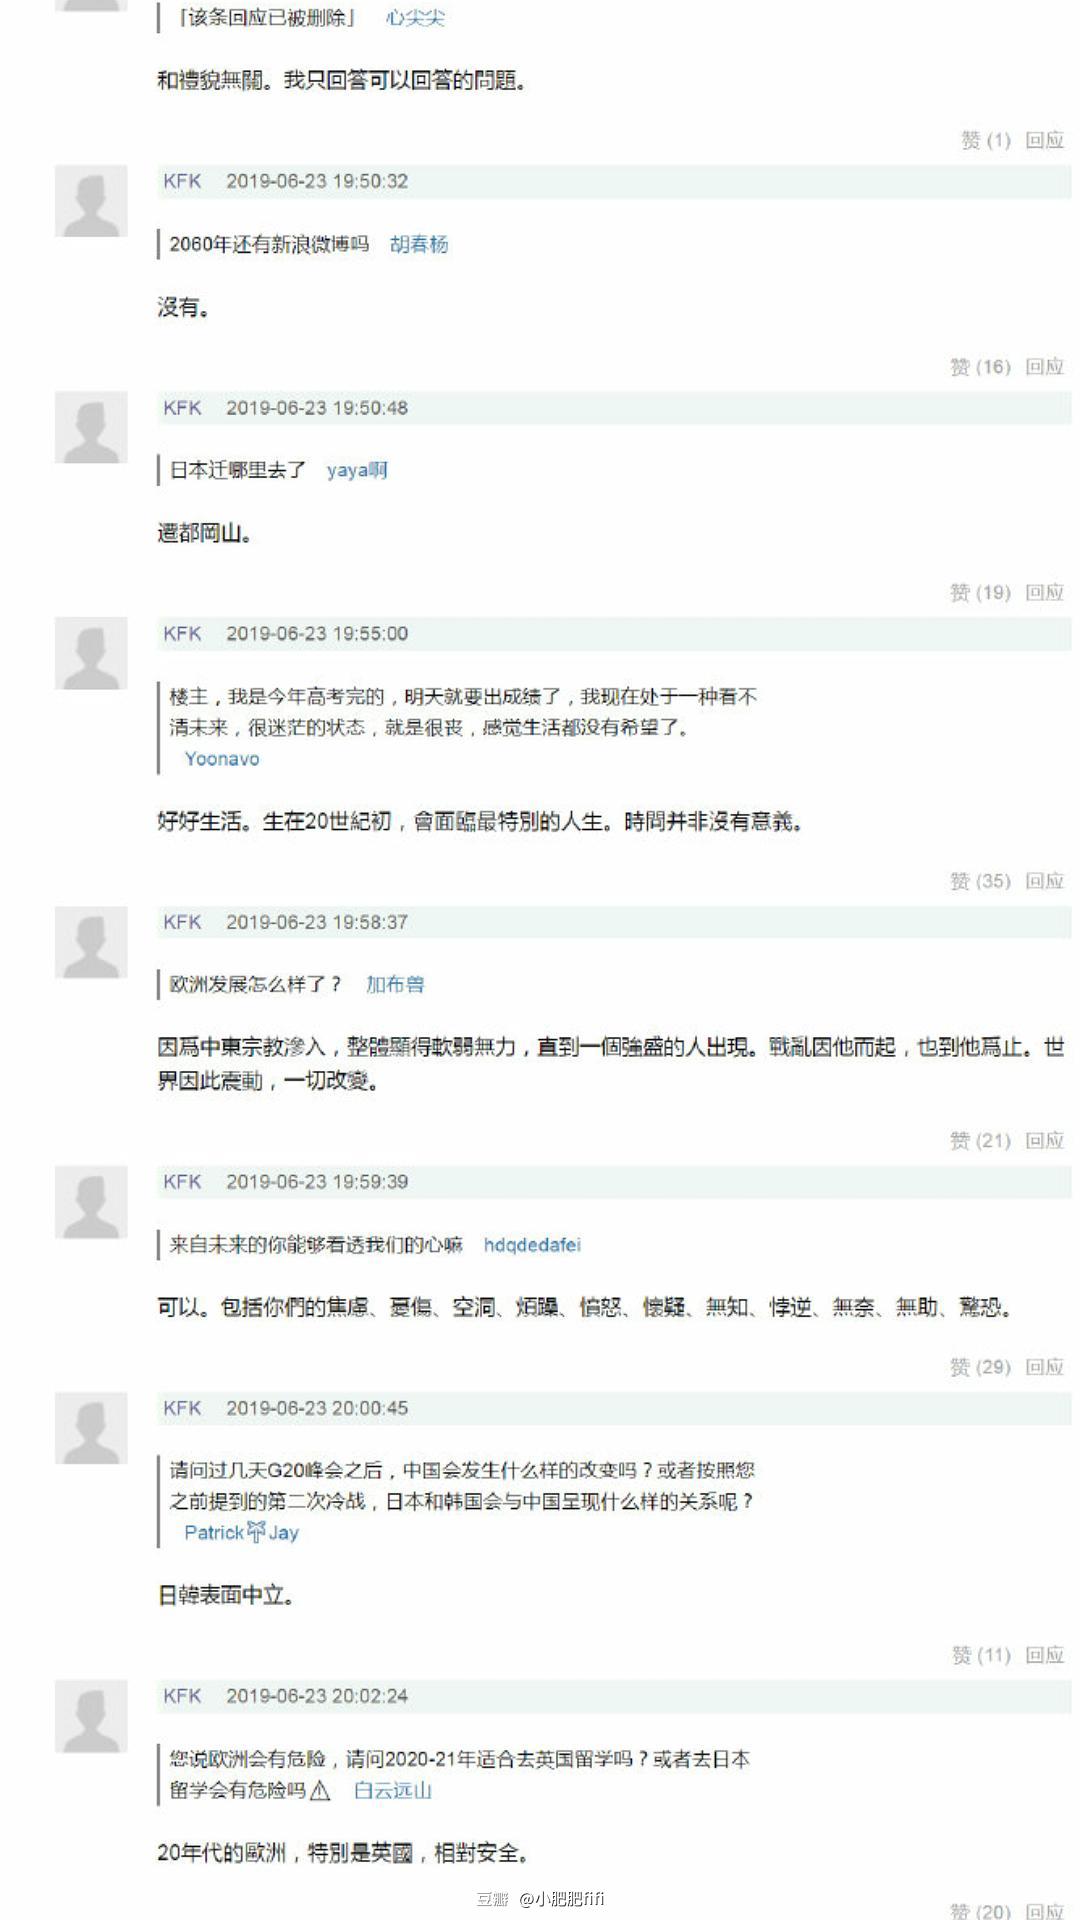 「该条回应已被删除」 心尖尖
和禮貌無關。我只回答可以回答的問題。
赞 (1) 回应
KFK 2019-06-23 19:50:32
2060年还有新浪微博吗 胡春杨
沒有。
赞 (16) 回应
KFK 2019-06-23 19:50:48
日本迁哪里去了 yaya啊
遷都岡山。
赞 (19) 回应
KFK 2019-06-23 19:55:00
楼主，我是今年高考完的，明天就要出成绩了，我现在处于一种看不
清未来，很迷茫的状态，就是很丧，感觉生活都没有希望了。
Yoonavo
好好生活。生在20世紀初，會面臨最特別的人生。時間并非沒有意義。
赞 (35) 回应
KFK 2019-06-23 19:58:37
欧洲发展怎么样了？ 加布兽
因爲中東宗教滲入，整體顯得軟弱無力，直到一個強盛的人出現。戰亂因他而起，也到他爲止。世
界因此震動，一切改變。
赞 (21) 回应
KFK 2019-06-23 19:59:39
来自未来的你能够看透我们的心嘛 hdqdedafei
可以。包括你們的焦慮、憂傷、空洞、煩躁、憤怒、懷疑、無知、悖逆、無奈、無助、驚恐。
赞 (29) 回应
KFK 2019-06-23 20:00:45
请问过几天G20峰会之后，中国会发生什么样的改变吗？或者按照您
之前提到的第二次冷战，日本和韩国会与中国呈现什么样的关系呢？
Patrick Jay
日韓表面中立。
赞 (11) 回应
KFK 2019-06-23 20:02:24
您说欧洲会有危险，请问2020-21年适合去英国留学吗？或者去日本
留学会有危险吗⚠ 白云远山
20年代的歐洲，特別是英國，相對安全。
豆瓣 @小肥肥fifi
赞 (20) 回应